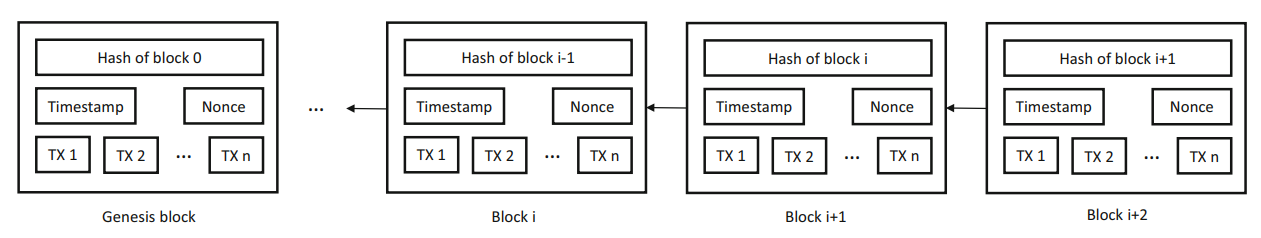 Hash of block 0
Timestamp
Nonce
TX 1
TX 2
...
TX n
Genesis block
...
Hash of block i-1
Timestamp
Nonce
TX 1
TX 2
...
TX n
Block i
Hash of block i
Timestamp
Nonce
TX 1
TX 2
...
TX n
Block i+1
Hash of block i+1
Timestamp
Nonce
TX 1
TX 2
...
TX n
Block i+2